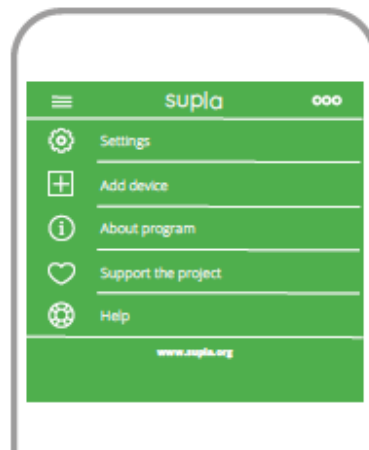 supla
Settings
Add device
About program
Support the project
Help
www.supla.org